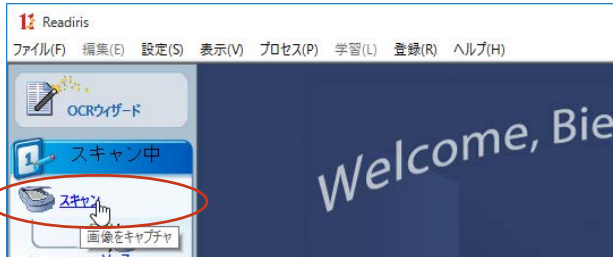 Readiris
ファイル(F) 編集(E) 設定(S) 表示(V) プロセス(P) 学習(L) 登録(R) ヘルプ(H)
OCRウィザード
1 スキャン中
スキャン
画像をキャプチャ
Welcome, Bie